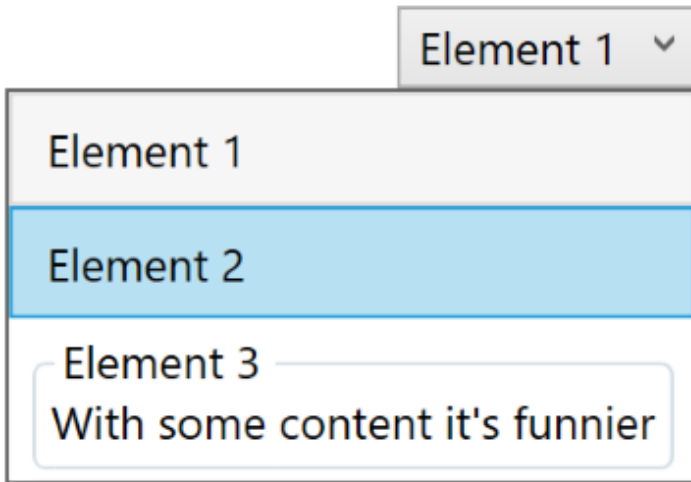 Element 1
Element 1
Element 2
Element 3
With some content it's funnier